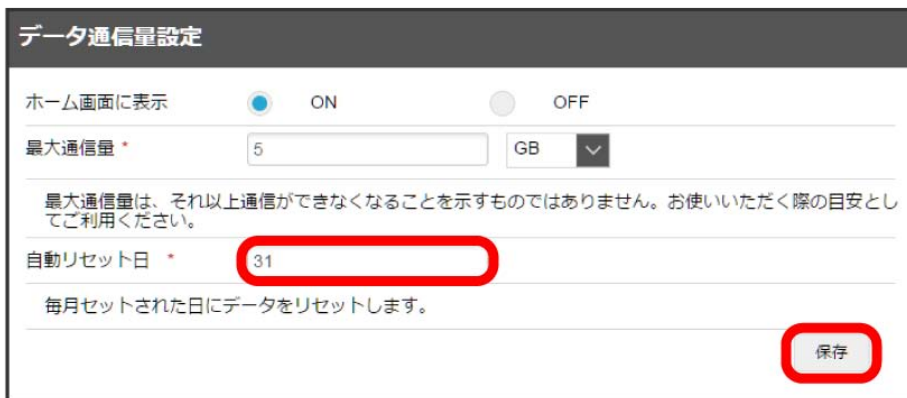 データ通信量設定
ホーム画面に表示 ON OFF
最大通信量 * 5 GB
最大通信量は、それ以上通信ができなくなることを示すものではありません。お使いいただく際の目安とし
てご利用ください。
自動リセット日 * 31
毎月セットされた日にデータをリセットします。
保存